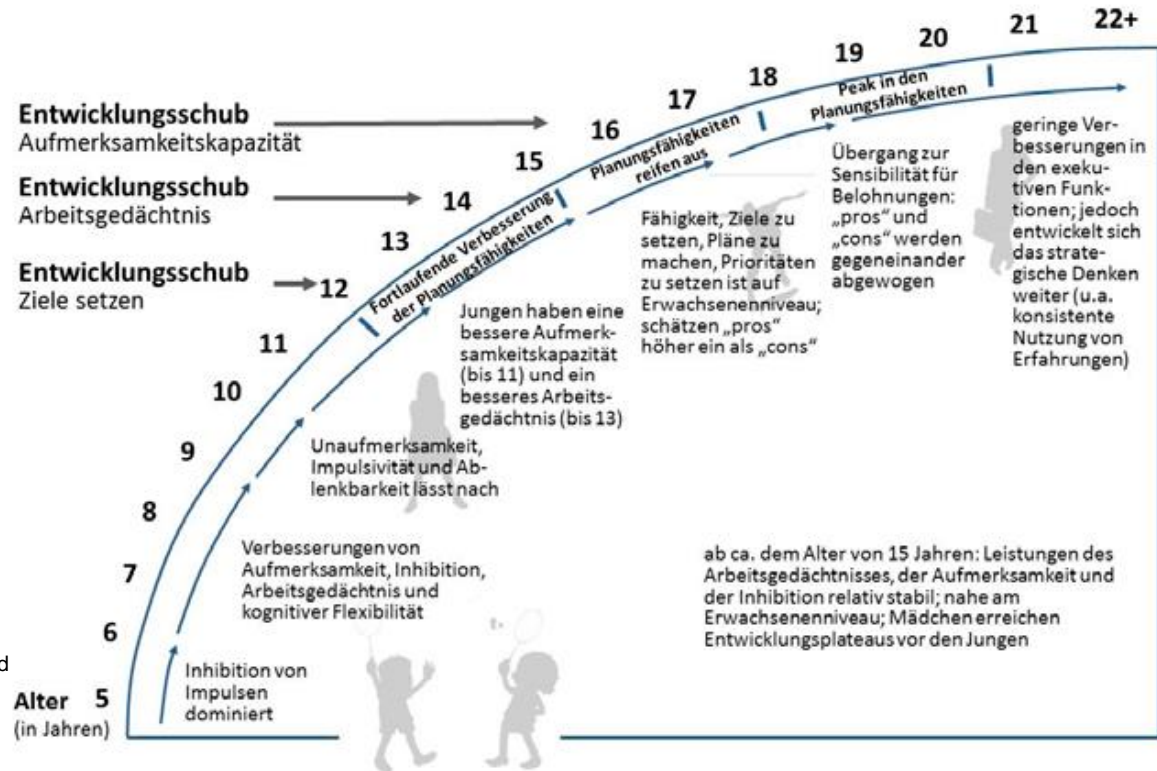 Entwicklungsschub
Aufmerksamkeitskapazität
Entwicklungsschub
Arbeitsgedächtnis
Entwicklungsschub
Ziele setzen
Alter
(in Jahren)
5
6
7
8
9
10
11
12
13
14
15
16
17
18
19
20
21
22+
Fortlaufende Verbesserung
der Planungsfähigkeiten
Planungsfähigkeiten
reifen aus
Peak in den
Planungsfähigkeiten
Inhibition von
Impulsen
dominiert
Verbesserungen von
Aufmerksamkeit, Inhibition,
Arbeitsgedächtnis und
kognitiver Flexibilität
Unaufmerksamkeit,
Impulsivität und Ab-
lenkbarkeit lässt nach
Jungen haben eine
bessere Aufmerk-
samkeitskapazität
(bis 11) und ein
besseres Arbeits-
gedächtnis (bis 13)
Fähigkeit, Ziele zu
setzen, Pläne zu
machen, Prioritäten
zu setzen ist auf
Erwachsenenniveau;
schätzen „pros“
höher ein als „cons“
Übergang zur
Sensibilität für
Belohnungen:
„pros“ und
„cons“ werden
gegeneinander
abgewogen
geringe Ver-
besserungen in
den exeku-
tiven Funk-
tionen; jedoch
entwickelt sich
das strate-
gische Denken
weiter (u.a.
konsistente
Nutzung von
Erfahrungen)
ab ca. dem Alter von 15 Jahren: Leistungen des
Arbeitsgedächtnisses, der Aufmerksamkeit und
der Inhibition relativ stabil; nahe am
Erwachsenenniveau; Mädchen erreichen
Entwicklungsplateaus vor den Jungen